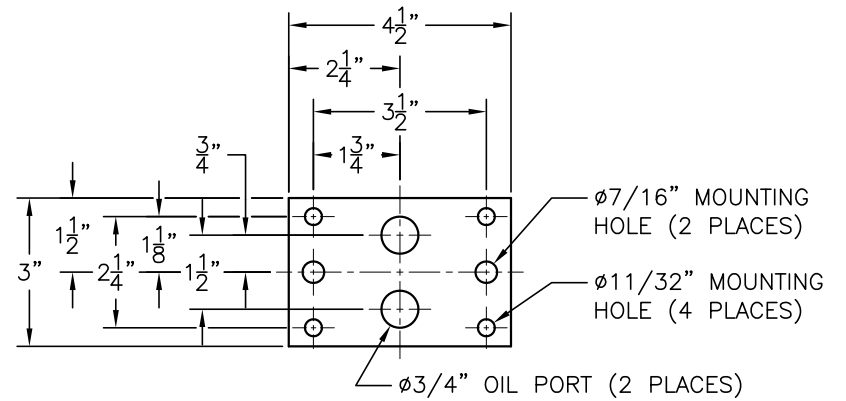 4 1/2"
2 1/4"
3 1/2"
3/4"
1 3/4"
ø7/16" MOUNTING
HOLE (2 PLACES)
1 1/2"
1 1/8"
3"
2 1/4"
1 1/2"
ø11/32" MOUNTING
HOLE (4 PLACES)
ø3/4" OIL PORT (2 PLACES)